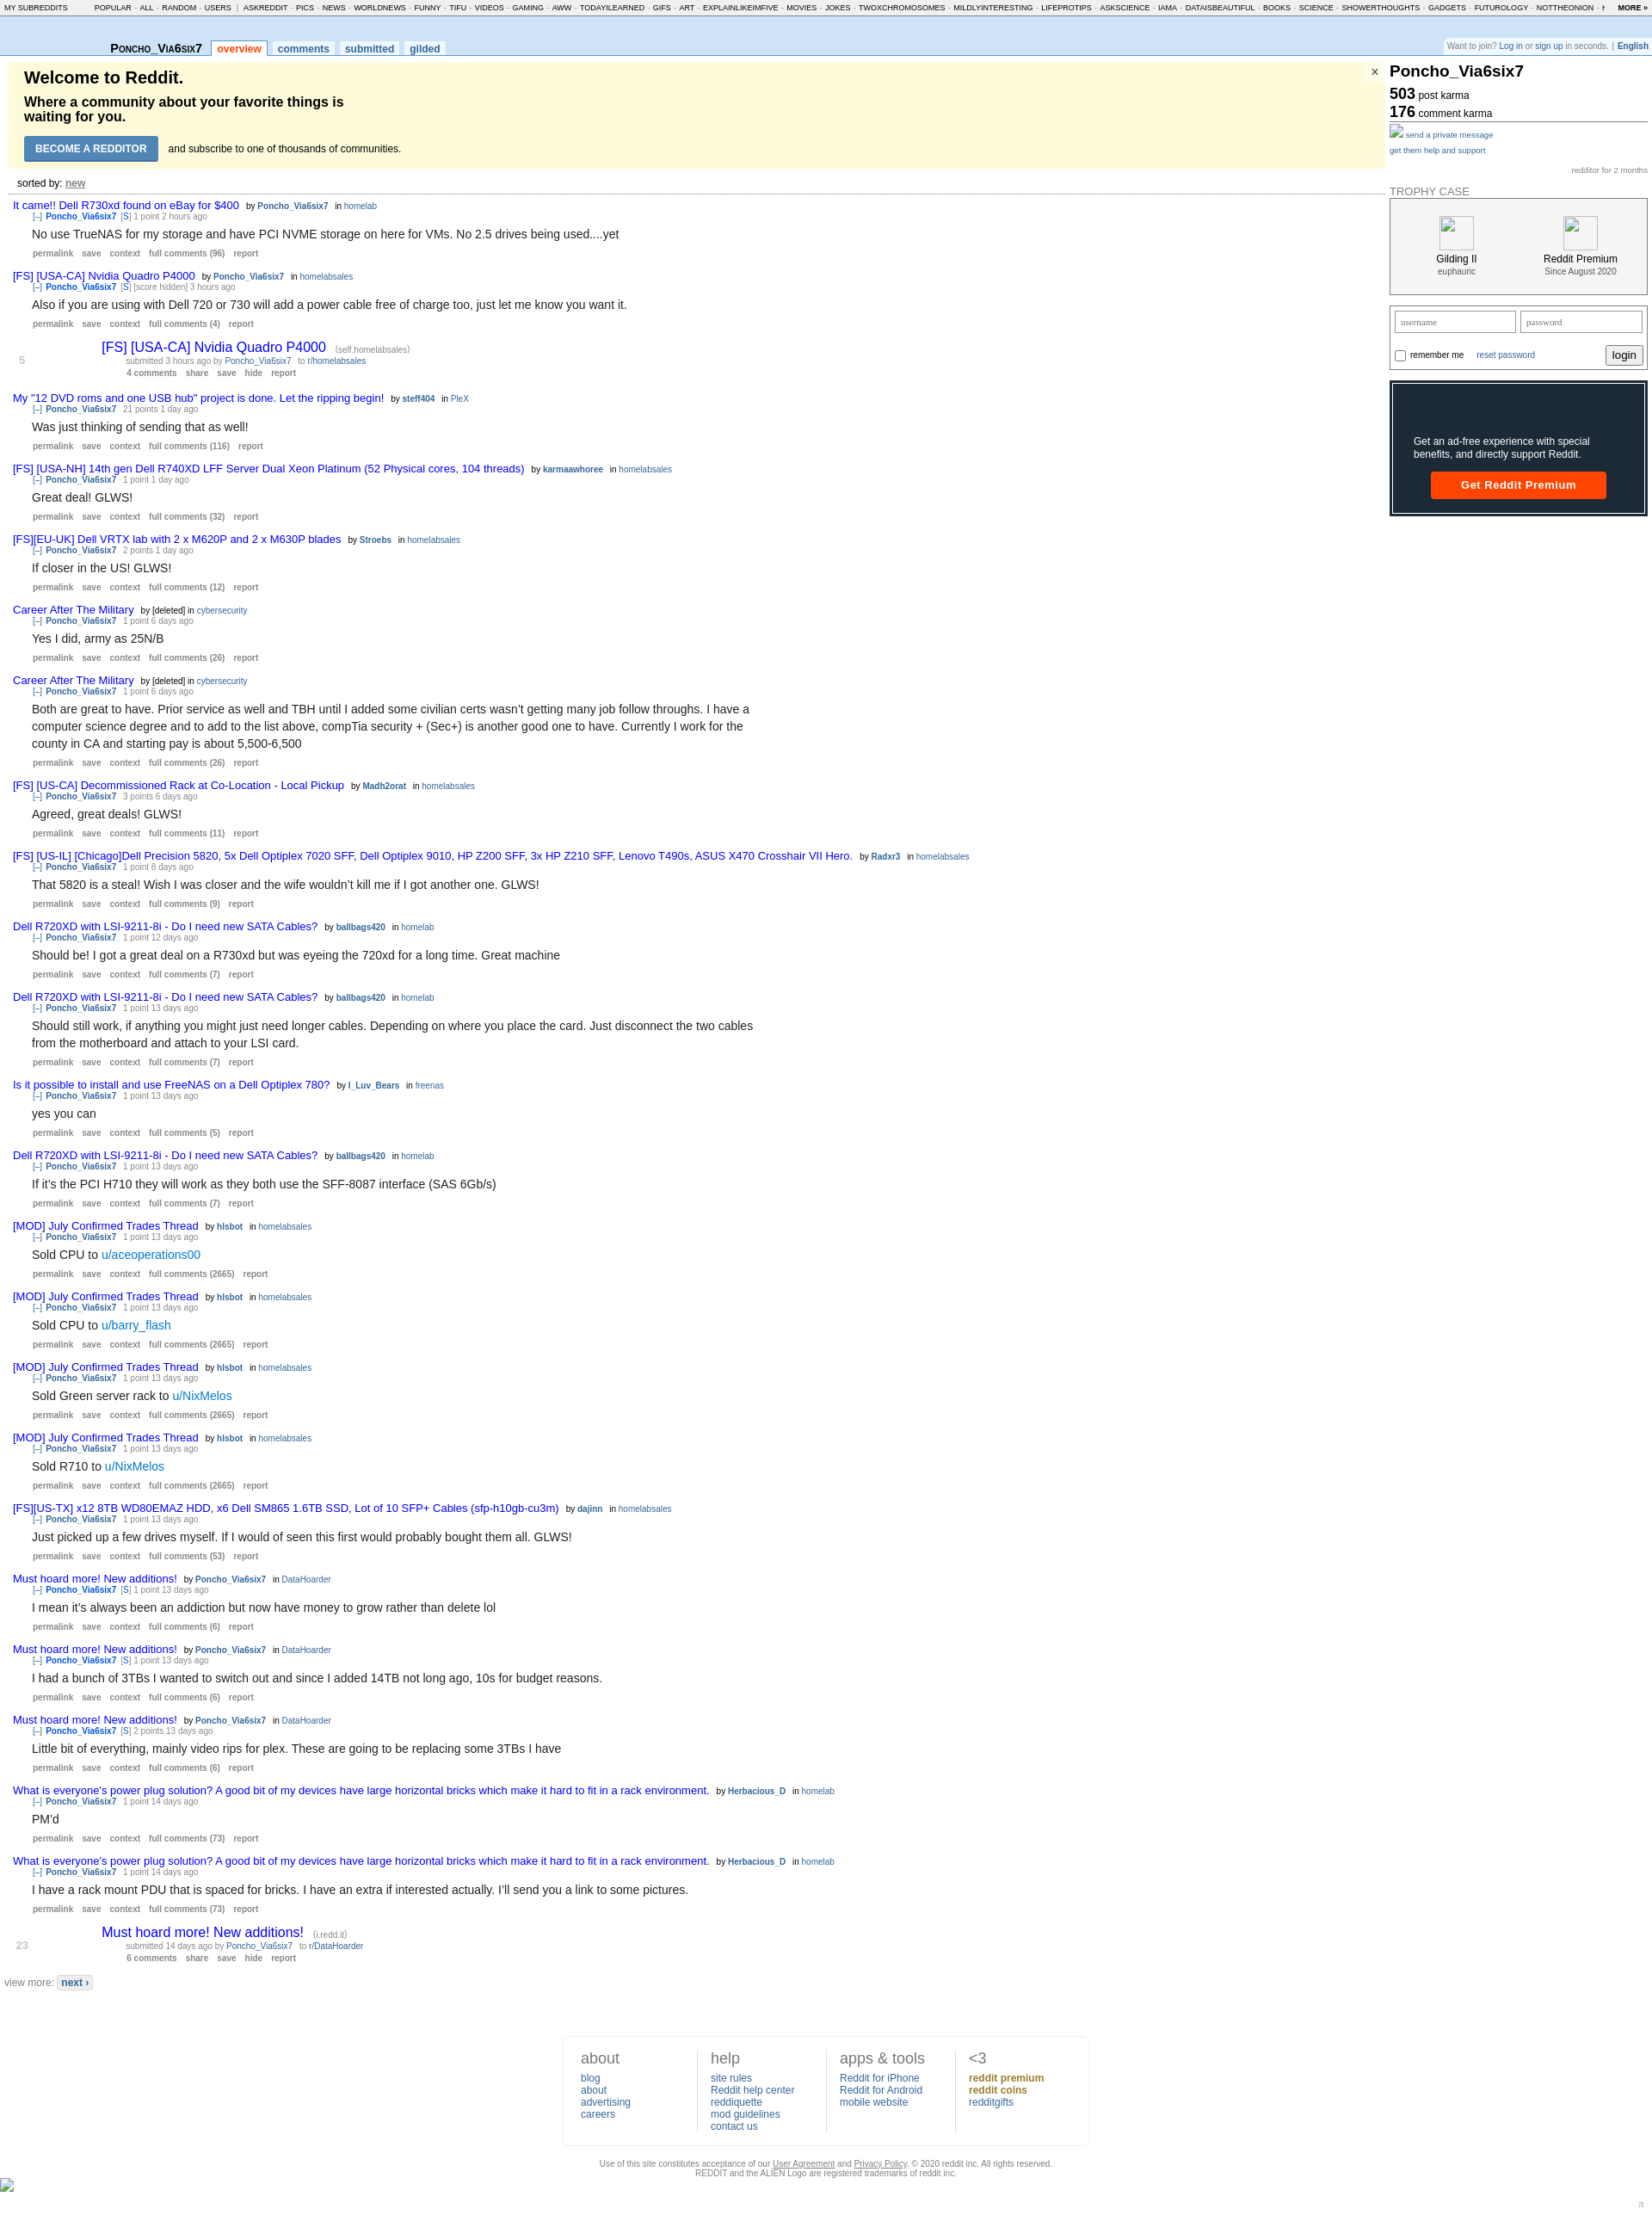 MY SUBREDDITS POPULAR - ALL - RANDOM - USERS | ASKREDDIT - PICS - NEWS - WORLDNEWS - FUNNY - TIFU - VIDEOS - GAMING - AWW - TODAYILEARNED - GIFS - ART - EXPLAINLIKEIMFIVE - MOVIES - JOKES - TWOXCHROMOSOMES - MILDLYINTERESTING - LIFEPROTIPS - ASKSCIENCE - IAMA - DATAISBEAUTIFUL - BOOKS - SCIENCE - SHOWERTHOUGHTS - GADGETS - FUTUROLOGY - NOTTHEONION - MORE »
Poncho_Via6six7 overview comments submitted gilded
Want to join? Log in or sign up in seconds. | English
Welcome to Reddit.
×
Where a community about your favorite things is
waiting for you.
BECOME A REDDITOR and subscribe to one of thousands of communities.
sorted by: new
It came!! Dell R730xd found on eBay for $400 by Poncho_Via6six7 in homelab
[–] Poncho_Via6six7 [S] 1 point 2 hours ago
No use TrueNAS for my storage and have PCI NVME storage on here for VMs. No 2.5 drives being used....yet
permalink save context full comments (96) report
[FS] [USA-CA] Nvidia Quadro P4000 by Poncho_Via6six7 in homelabsales
[–] Poncho_Via6six7 [S] [score hidden] 3 hours ago
Also if you are using with Dell 720 or 730 will add a power cable free of charge too, just let me know you want it.
permalink save context full comments (4) report
5
[FS] [USA-CA] Nvidia Quadro P4000 (self.homelabsales)
submitted 3 hours ago by Poncho_Via6six7 to r/homelabsales
4 comments share save hide report
My "12 DVD roms and one USB hub" project is done. Let the ripping begin! by steff404 in PleX
[–] Poncho_Via6six7 21 points 1 day ago
Was just thinking of sending that as well!
permalink save context full comments (116) report
[FS] [USA-NH] 14th gen Dell R740XD LFF Server Dual Xeon Platinum (52 Physical cores, 104 threads) by karmaawhoree in homelabsales
[–] Poncho_Via6six7 1 point 1 day ago
Great deal! GLWS!
permalink save context full comments (32) report
[FS][EU-UK] Dell VRTX lab with 2 x M620P and 2 x M630P blades by Stroebs in homelabsales
[–] Poncho_Via6six7 2 points 1 day ago
If closer in the US! GLWS!
permalink save context full comments (12) report
Career After The Military by [deleted] in cybersecurity
[–] Poncho_Via6six7 1 point 6 days ago
Yes I did, army as 25N/B
permalink save context full comments (26) report
Career After The Military by [deleted] in cybersecurity
[–] Poncho_Via6six7 1 point 6 days ago
Both are great to have. Prior service as well and TBH until I added some civilian certs wasn’t getting many job follow throughs. I have a
computer science degree and to add to the list above, compTia security + (Sec+) is another good one to have. Currently I work for the
county in CA and starting pay is about 5,500-6,500
permalink save context full comments (26) report
[FS] [US-CA] Decommissioned Rack at Co-Location - Local Pickup by Madh2orat in homelabsales
[–] Poncho_Via6six7 3 points 6 days ago
Agreed, great deals! GLWS!
permalink save context full comments (11) report
[FS] [US-IL] [Chicago]Dell Precision 5820, 5x Dell Optiplex 7020 SFF, Dell Optiplex 9010, HP Z200 SFF, 3x HP Z210 SFF, Lenovo T490s, ASUS X470 Crosshair VII Hero. by Radxr3 in homelabsales
[–] Poncho_Via6six7 1 point 8 days ago
That 5820 is a steal! Wish I was closer and the wife wouldn’t kill me if I got another one. GLWS!
permalink save context full comments (9) report
Dell R720XD with LSI-9211-8i - Do I need new SATA Cables? by ballbags420 in homelab
[–] Poncho_Via6six7 1 point 12 days ago
Should be! I got a great deal on a R730xd but was eyeing the 720xd for a long time. Great machine
permalink save context full comments (7) report
Dell R720XD with LSI-9211-8i - Do I need new SATA Cables? by ballbags420 in homelab
[–] Poncho_Via6six7 1 point 13 days ago
Should still work, if anything you might just need longer cables. Depending on where you place the card. Just disconnect the two cables
from the motherboard and attach to your LSI card.
permalink save context full comments (7) report
Is it possible to install and use FreeNAS on a Dell Optiplex 780? by I_Luv_Bears in freenas
[–] Poncho_Via6six7 1 point 13 days ago
yes you can
permalink save context full comments (5) report
Dell R720XD with LSI-9211-8i - Do I need new SATA Cables? by ballbags420 in homelab
[–] Poncho_Via6six7 1 point 13 days ago
If it’s the PCI H710 they will work as they both use the SFF-8087 interface (SAS 6Gb/s)
permalink save context full comments (7) report
[MOD] July Confirmed Trades Thread by hlsbot in homelabsales
[–] Poncho_Via6six7 1 point 13 days ago
Sold CPU to u/aceoperations00
permalink save context full comments (2665) report
[MOD] July Confirmed Trades Thread by hlsbot in homelabsales
[–] Poncho_Via6six7 1 point 13 days ago
Sold CPU to u/barry_flash
permalink save context full comments (2665) report
[MOD] July Confirmed Trades Thread by hlsbot in homelabsales
[–] Poncho_Via6six7 1 point 13 days ago
Sold Green server rack to u/NixMelos
permalink save context full comments (2665) report
[MOD] July Confirmed Trades Thread by hlsbot in homelabsales
[–] Poncho_Via6six7 1 point 13 days ago
Sold R710 to u/NixMelos
permalink save context full comments (2665) report
[FS][US-TX] x12 8TB WD80EMAZ HDD, x6 Dell SM865 1.6TB SSD, Lot of 10 SFP+ Cables (sfp-h10gb-cu3m) by dajinn in homelabsales
[–] Poncho_Via6six7 1 point 13 days ago
Just picked up a few drives myself. If I would of seen this first would probably bought them all. GLWS!
permalink save context full comments (53) report
Must hoard more! New additions! by Poncho_Via6six7 in DataHoarder
[–] Poncho_Via6six7 [S] 1 point 13 days ago
I mean it’s always been an addiction but now have money to grow rather than delete lol
permalink save context full comments (6) report
Must hoard more! New additions! by Poncho_Via6six7 in DataHoarder
[–] Poncho_Via6six7 [S] 1 point 13 days ago
I had a bunch of 3TBs I wanted to switch out and since I added 14TB not long ago, 10s for budget reasons.
permalink save context full comments (6) report
Must hoard more! New additions! by Poncho_Via6six7 in DataHoarder
[–] Poncho_Via6six7 [S] 2 points 13 days ago
Little bit of everything, mainly video rips for plex. These are going to be replacing some 3TBs I have
permalink save context full comments (6) report
What is everyone's power plug solution? A good bit of my devices have large horizontal bricks which make it hard to fit in a rack environment. by Herbacious_D in homelab
[–] Poncho_Via6six7 1 point 14 days ago
PM’d
permalink save context full comments (73) report
What is everyone's power plug solution? A good bit of my devices have large horizontal bricks which make it hard to fit in a rack environment. by Herbacious_D in homelab
[–] Poncho_Via6six7 1 point 14 days ago
I have a rack mount PDU that is spaced for bricks. I have an extra if interested actually. I’ll send you a link to some pictures.
permalink save context full comments (73) report
23
Must hoard more! New additions! (i.redd.it)
submitted 14 days ago by Poncho_Via6six7 to r/DataHoarder
6 comments share save hide report
view more: next ›
Poncho_Via6six7
503 post karma
176 comment karma
send a private message
get them help and support
redditor for 2 months
TROPHY CASE
Gilding II
euphauric
Reddit Premium
Since August 2020
username password
remember me reset password login
Get an ad-free experience with special
benefits, and directly support Reddit.
Get Reddit Premium
about
blog
about
advertising
careers
help
site rules
Reddit help center
reddiquette
mod guidelines
contact us
apps & tools
Reddit for iPhone
Reddit for Android
mobile website
<3
reddit premium
reddit coins
redditgifts
Use of this site constitutes acceptance of our User Agreement and Privacy Policy. © 2020 reddit inc. All rights reserved.
REDDIT and the ALIEN Logo are registered trademarks of reddit inc.
π